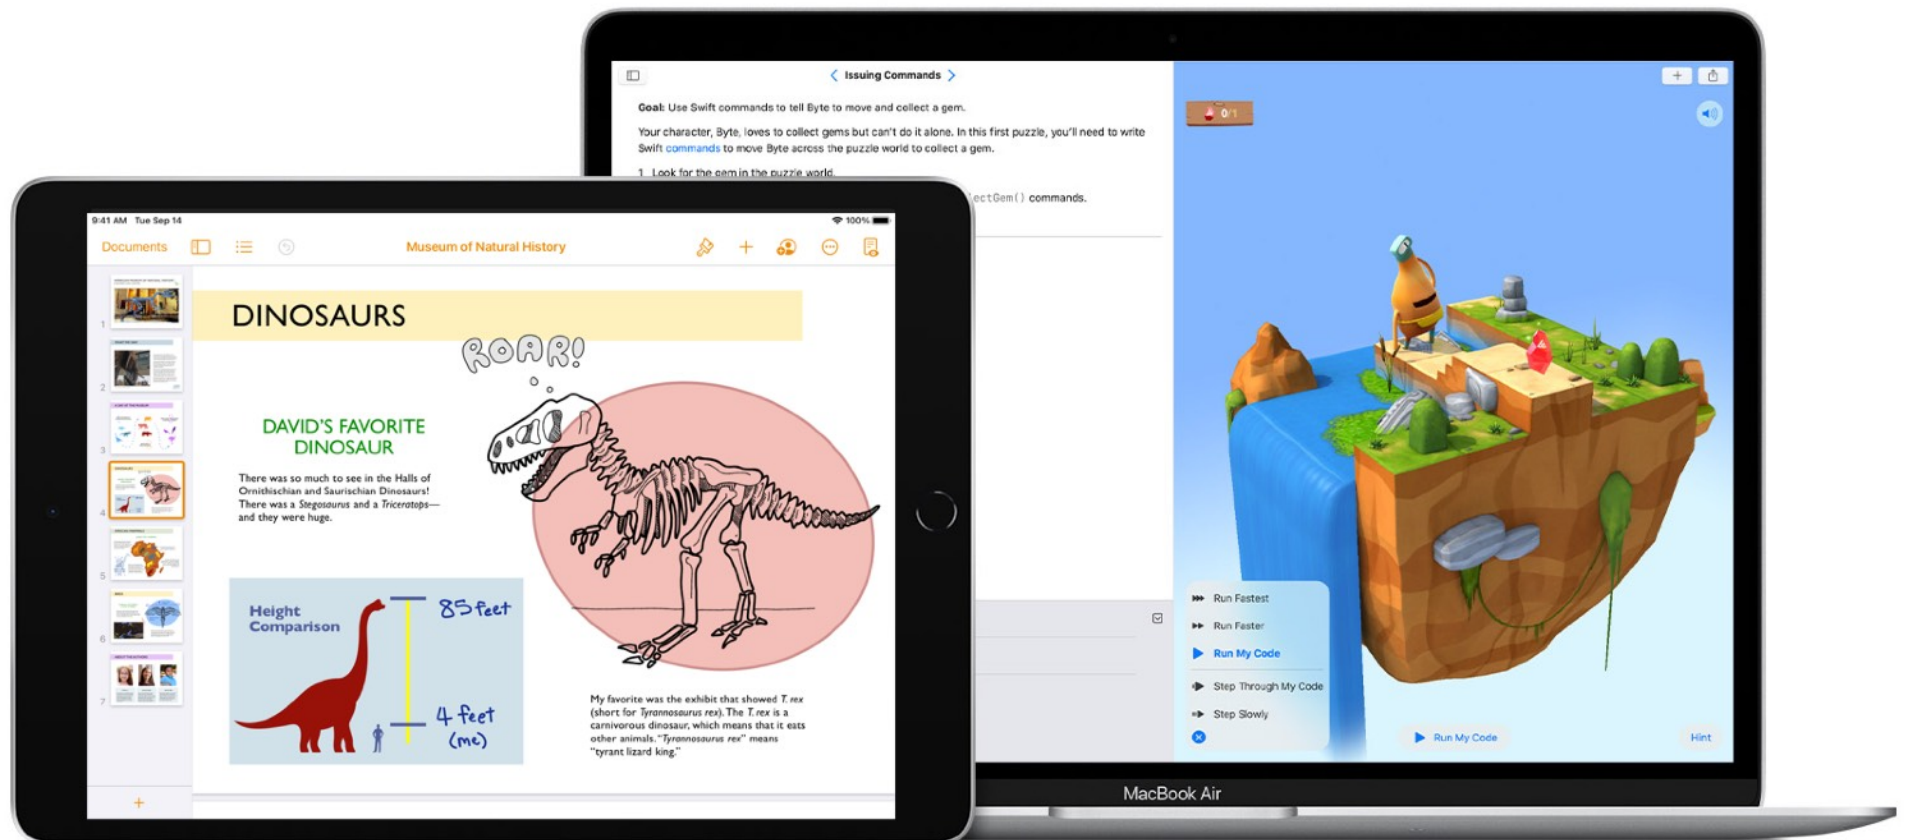 9:41 AM Tue Sep 14
100%
Documents
Museum of Natural History
1
2
3
4
5
6
7
DINOSAURS
ROAR!
DAVID'S FAVORITE
DINOSAUR
There was so much to see in the Halls of
Ornithischian and Saurischian Dinosaurs!
There was a Stegosaurus and a Triceratops—
and they were huge.
Height
Comparison
85 feet
4 feet
(me)
My favorite was the exhibit that showed T. rex
(short for Tyrannosaurus rex). The T. rex is a
carnivorous dinosaur, which means that it eats
other animals. "Tyrannosaurus rex" means
"tyrant lizard king."
Issuing Commands
Goal: Use Swift commands to tell Byte to move and collect a gem.
Your character, Byte, loves to collect gems but can't do it alone. In this first puzzle, you'll need to write
Swift commands to move Byte across the puzzle world to collect a gem.
1 Look for the gem in the puzzle world.
lectGem() commands.
0/1
Run Fastest
Run Faster
Run My Code
Step Through My Code
Step Slowly
Run My Code
Hint
MacBook Air